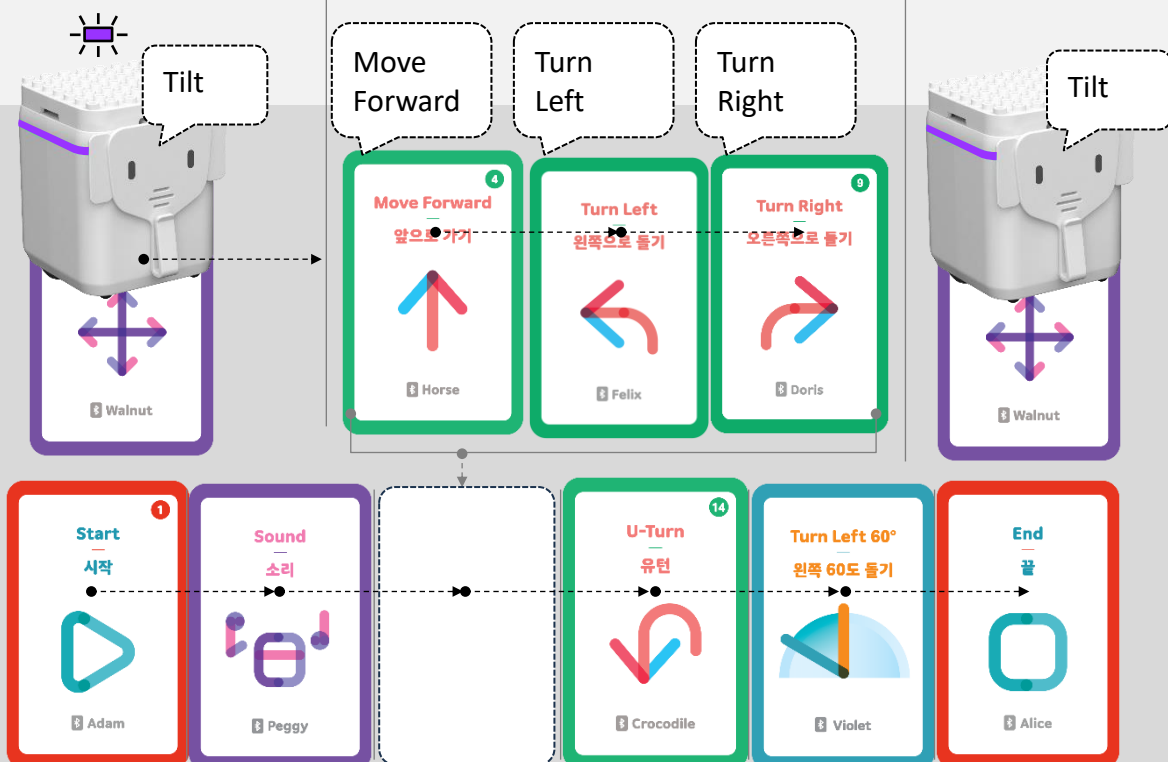 Tilt
Move
Forward
Turn
Left
Turn
Right
Tilt
4
Move Forward
앞으로 가기
Horse
Turn Left
왼쪽으로 돌기
Felix
9
Turn Right
오른쪽으로 돌기
Doris
Walnut
Walnut
1
Start
시작
Adam
Sound
소리
Peggy
14
U-Turn
유턴
Crocodile
Turn Left 60°
왼쪽 60도 돌기
Violet
End
끝
Alice